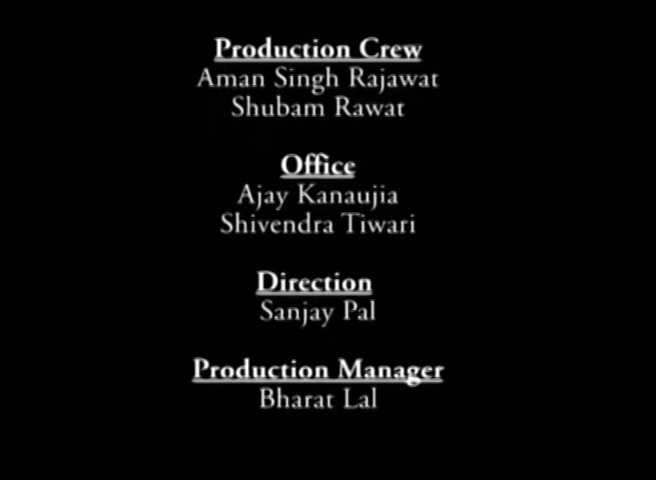 Production Crew
Aman Singh Rajawat
Shubam Rawat
Office
Ajay Kanaujia
Shivendra Tiwari
Direction
Sanjay Pal
Production Manager
Bharat Lal